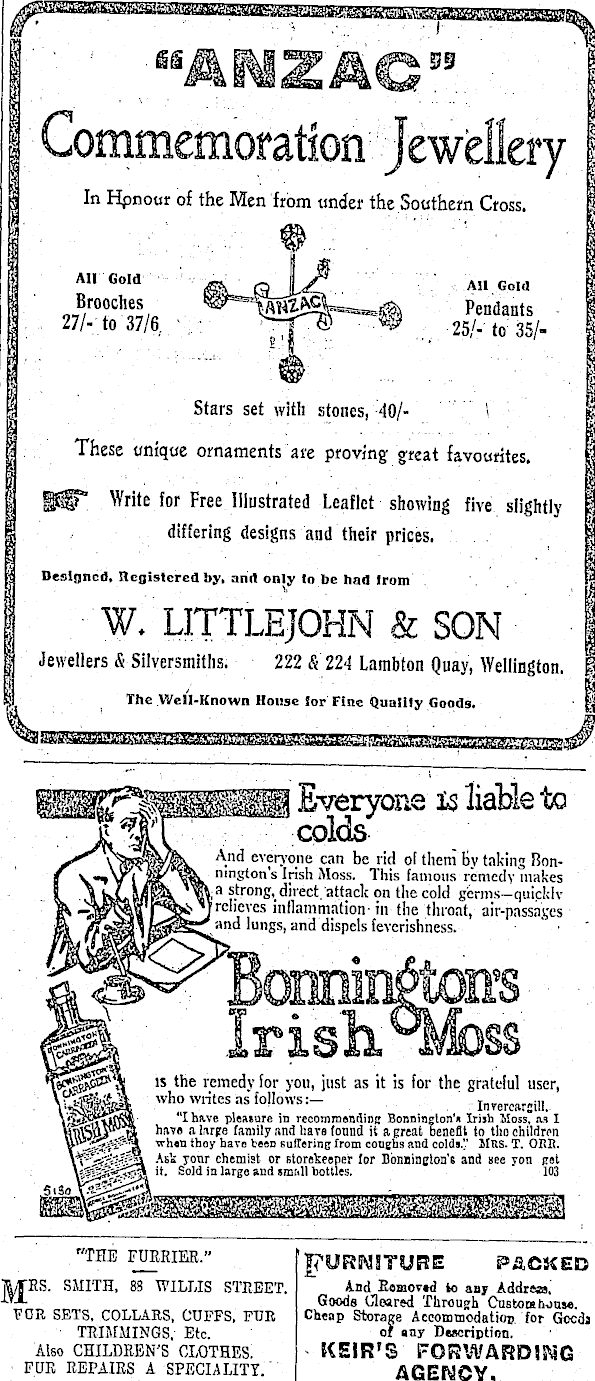 "ANZAC"
Commemoration Jewellery
In Honour of the Men from under the Southern Cross.
All Gold
Brooches
27/- to 37/6
ANZAC
All Gold
Pendants
25/- to 35/-
Stars set with stones, 40/-
These unique ornaments are proving great favourites.
Write for Free Illustrated Leaflet showing five slightly
differing designs and their prices.
Designed, Registered by, and only to be had from
W. LITTLEJOHN & SON
Jewellers & Silversmiths. 222 & 224 Lambton Quay, Wellington.
The Well-Known House for Fine Quality Goods.
Everyone is liable to
colds.
And everyone can be rid of them by taking Bon-
nington's Irish Moss. This famous remedy makes
a strong, direct attack on the cold germs—quickly
relieves inflammation in the throat, air-passages
and lungs, and dispels feverishness.
Bonnington's
Irish Moss
BONNINGTON'S
CARRAGEEN
BONNINGTON'S
CARRAGEEN
IRISH MOSS
is the remedy for you, just as it is for the grateful user,
who writes as follows:—
Invercargill.
"I have pleasure in recommending Bonnington's Irish Moss, as I
have a large family and have found it a great benefit to the children
when they have been suffering from coughs and colds." MRS. T. ORR.
Ask your chemist or storekeeper for Bonnington's and see you get
it. Sold in large and small bottles. 103
5180
"THE FURRIER."
MRS. SMITH, 88 WILLIS STREET.
FUR SETS, COLLARS, CUFFS, FUR
TRIMMINGS, Etc.
Also CHILDREN'S CLOTHES.
FUR REPAIRS A SPECIALITY.
FURNITURE PACKED
And Removed to any Address.
Goods Cleared Through Customhouse.
Cheap Storage Accommodation for Goods
of any Description.
KEIR'S FORWARDING
AGENCY.